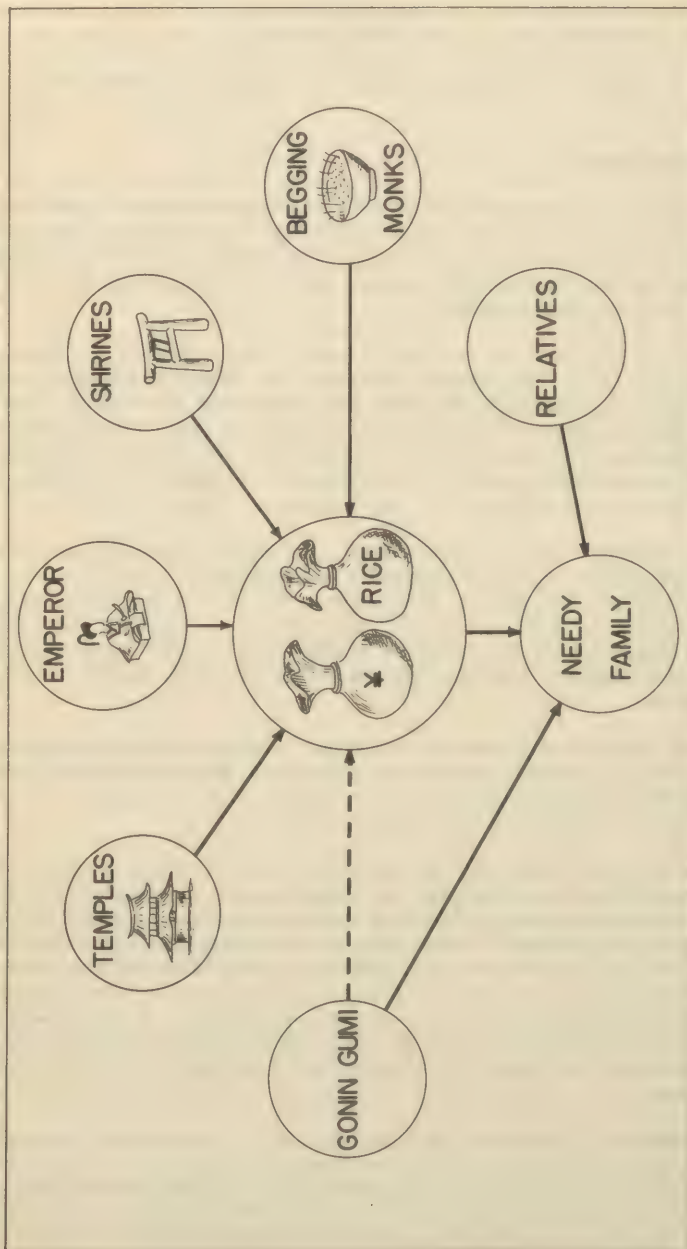 EMPEROR
TEMPLES
SHRINES
GONIN GUMI
¥
RICE
BEGGING
MONKS
NEEDY
FAMILY
RELATIVES